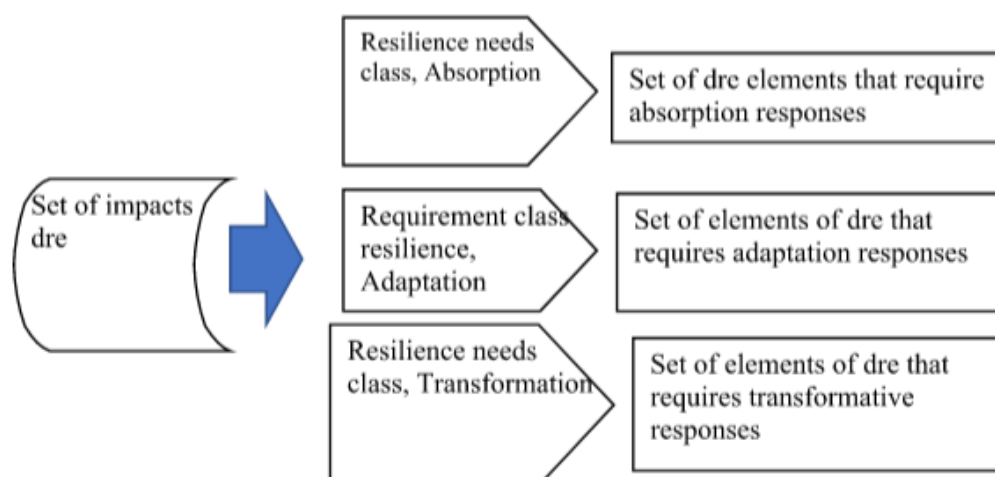 Resilience needs
class, Absorption
Set of dre elements that require
absorption responses
Set of impacts
dre
Requirement class
resilience,
Adaptation
Set of elements of dre that
requires adaptation responses
Resilience needs
class, Transformation
Set of elements of dre that
requires transformative
responses